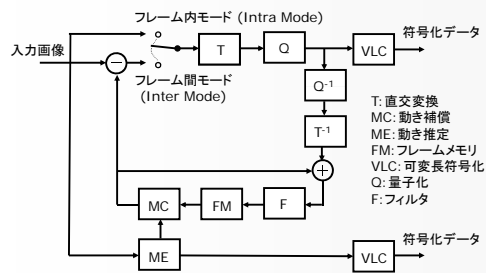 フレーム内モード (Intra Mode)
符号化データ
入力画像
T
Q
VLC
フレーム間モード
(Inter Mode)
Q-1
T-1
T: 直交変換
MC: 動き補償
ME: 動き推定
FM: フレームメモリ
VLC: 可変長符号化
Q: 量子化
F: フィルタ
MC
FM
F
符号化データ
ME
VLC